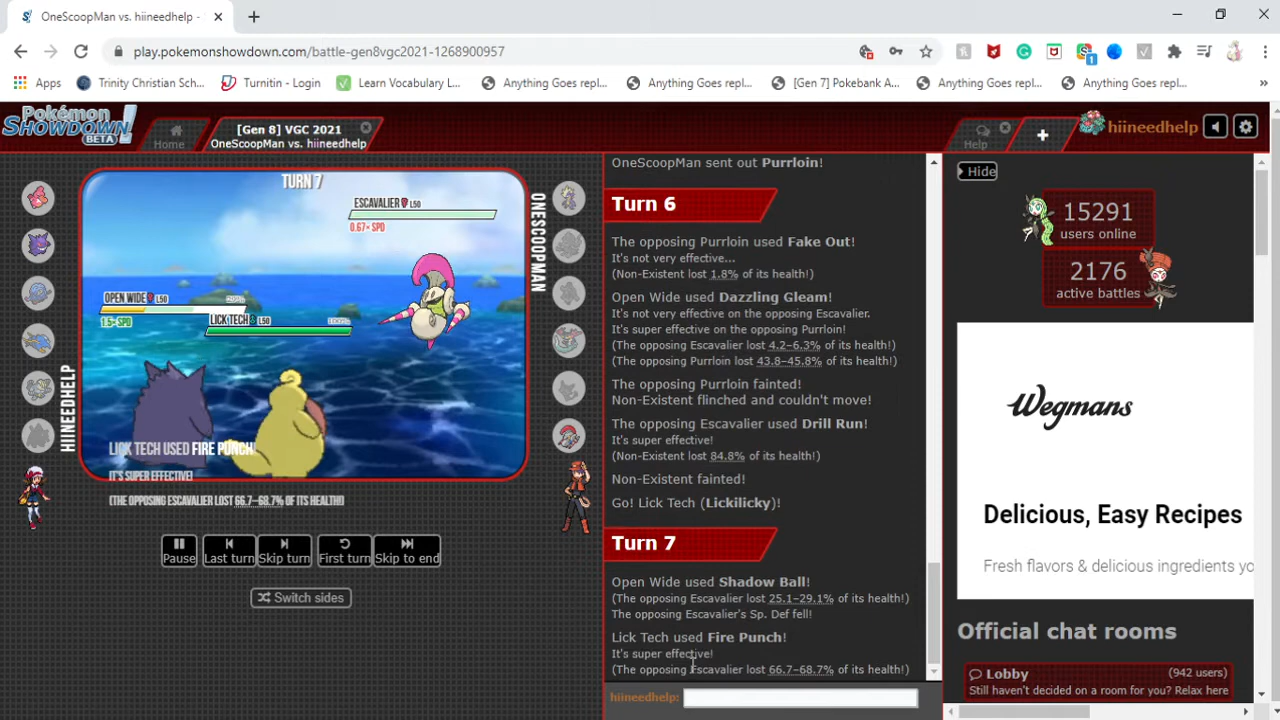 OneScoopMan vs. hiineedhelp
play.pokemonshowdown.com/battle-gen8vgc2021-1268900957
Apps
Trinity Christian Sch...
Turnitin - Login
Learn Vocabulary L...
Anything Goes repl...
Anything Goes repl...
[Gen 7] Pokebank A...
Anything Goes repl...
Anything Goes repl...
Pokémon
SHOWDOWN!
BETA
Home
[Gen 8] VGC 2021
OneScoopMan vs. hiineedhelp
Help
hiineedhelp
TURN 7
ESCAVALIER L50
0.67× SPD
OPEN WIDE L50
1.5× SPD
LICK TECH L50
HIINEEDHELP
ONESCOOPMAN
LICK TECH USED FIRE PUNCH!
IT'S SUPER EFFECTIVE!
(THE OPPOSING ESCAVALIER LOST 66.7–68.7% OF ITS HEALTH!)
Pause
Last turn
Skip turn
First turn
Skip to end
Switch sides
OneScoopMan sent out Purrloin!
Turn 6
The opposing Purrloin used Fake Out!
It's not very effective...
(Non-Existent lost 1.8% of its health!)
Open Wide used Dazzling Gleam!
It's not very effective on the opposing Escavalier.
It's super effective on the opposing Purrloin!
(The opposing Escavalier lost 4.2–6.3% of its health!)
(The opposing Purrloin lost 43.8–45.8% of its health!)
The opposing Purrloin fainted!
Non-Existent flinched and couldn't move!
The opposing Escavalier used Drill Run!
It's super effective!
(Non-Existent lost 84.8% of its health!)
Non-Existent fainted!
Go! Lick Tech (Lickilicky)!
Turn 7
Open Wide used Shadow Ball!
(The opposing Escavalier lost 25.1–29.1% of its health!)
The opposing Escavalier's Sp. Def fell!
Lick Tech used Fire Punch!
It's super effective!
(The opposing Escavalier lost 66.7–68.7% of its health!)
hiineedhelp:
Hide
15291
users online
2176
active battles
Wegmans
Delicious, Easy Recipes
Fresh flavors & delicious ingredients yo
Official chat rooms
Lobby
(942 users)
Still haven't decided on a room for you? Relax here